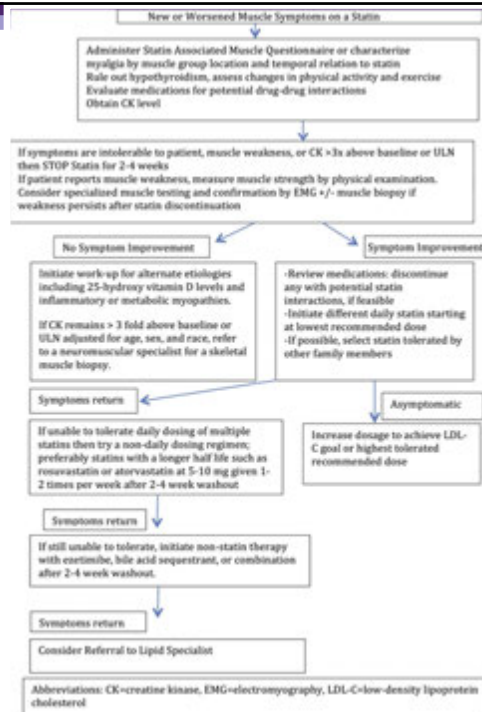 New or Worsened Muscle Symptoms on a Statin
Administer Statin Associated Muscle Questionnaire or characterize
myalgia by muscle group location and temporal relation to statin
Rule out hypothyroidism, assess changes in physical activity and exercise
Evaluate medications for potential drug-drug interactions
Obtain CK level
If symptoms are intolerable to patient, muscle weakness, or CK >3x above baseline or ULN
then STOP Statin for 2-4 weeks
If patient reports muscle weakness, measure muscle strength by physical examination.
Consider specialized muscle testing and confirmation by EMG +/- muscle biopsy if
weakness persists after statin discontinuation
No Symptom Improvement
Symptom Improvement
Initiate work-up for alternate etiologies
including 25-hydroxy vitamin D levels and
inflammatory or metabolic myopathies.
If CK remains > 3 fold above baseline or
ULN adjusted for age, sex, and race, refer
to a neuromuscular specialist for a skeletal
muscle biopsy.
-Review medications: discontinue
any with potential statin
interactions, if feasible
-Initiate different daily statin starting
at lowest recommended dose
-If possible, select statin tolerated by
other family members
Symptoms return
Asymptomatic
If unable to tolerate daily dosing of multiple
statins then try a non-daily dosing regimen;
preferably statins with a longer half life such as
rosuvastatin or atorvastatin at 5-10 mg given 1-
2 times per week after 2-4 week washout
Increase dosage to achieve LDL-
C goal or highest tolerated
recommended dose
Symptoms return
If still unable to tolerate, initiate non-statin therapy
with ezetimibe, bile acid sequestrant, or combination
after 2-4 week washout.
Symptoms return
Consider Referral to Lipid Specialist
Abbreviations: CK=creatine kinase, EMG=electromyography, LDL-C=low-density lipoprotein
cholesterol